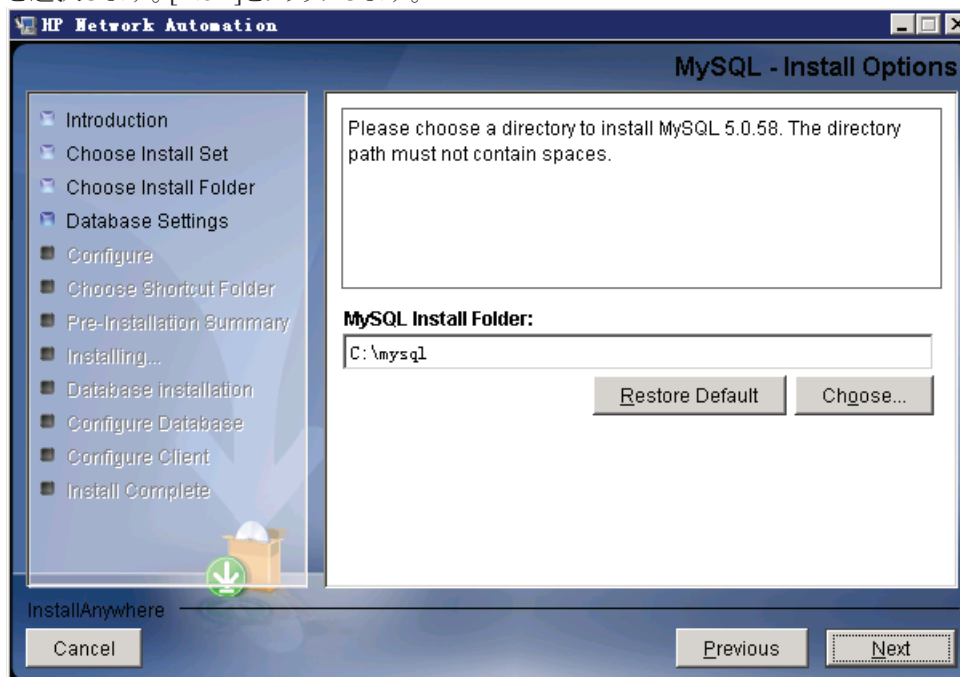 HP Network Automation
MySQL - Install Options
Introduction
Choose Install Set
Choose Install Folder
Database Settings
Configure
Choose Shortcut Folder
Pre-Installation Summary
Installing...
Database installation
Configure Database
Configure Client
Install Complete
Please choose a directory to install MySQL 5.0.58. The directory
path must not contain spaces.
MySQL Install Folder:
C:\mysql
Restore Default
Choose...
InstallAnywhere
Cancel
Previous
Next